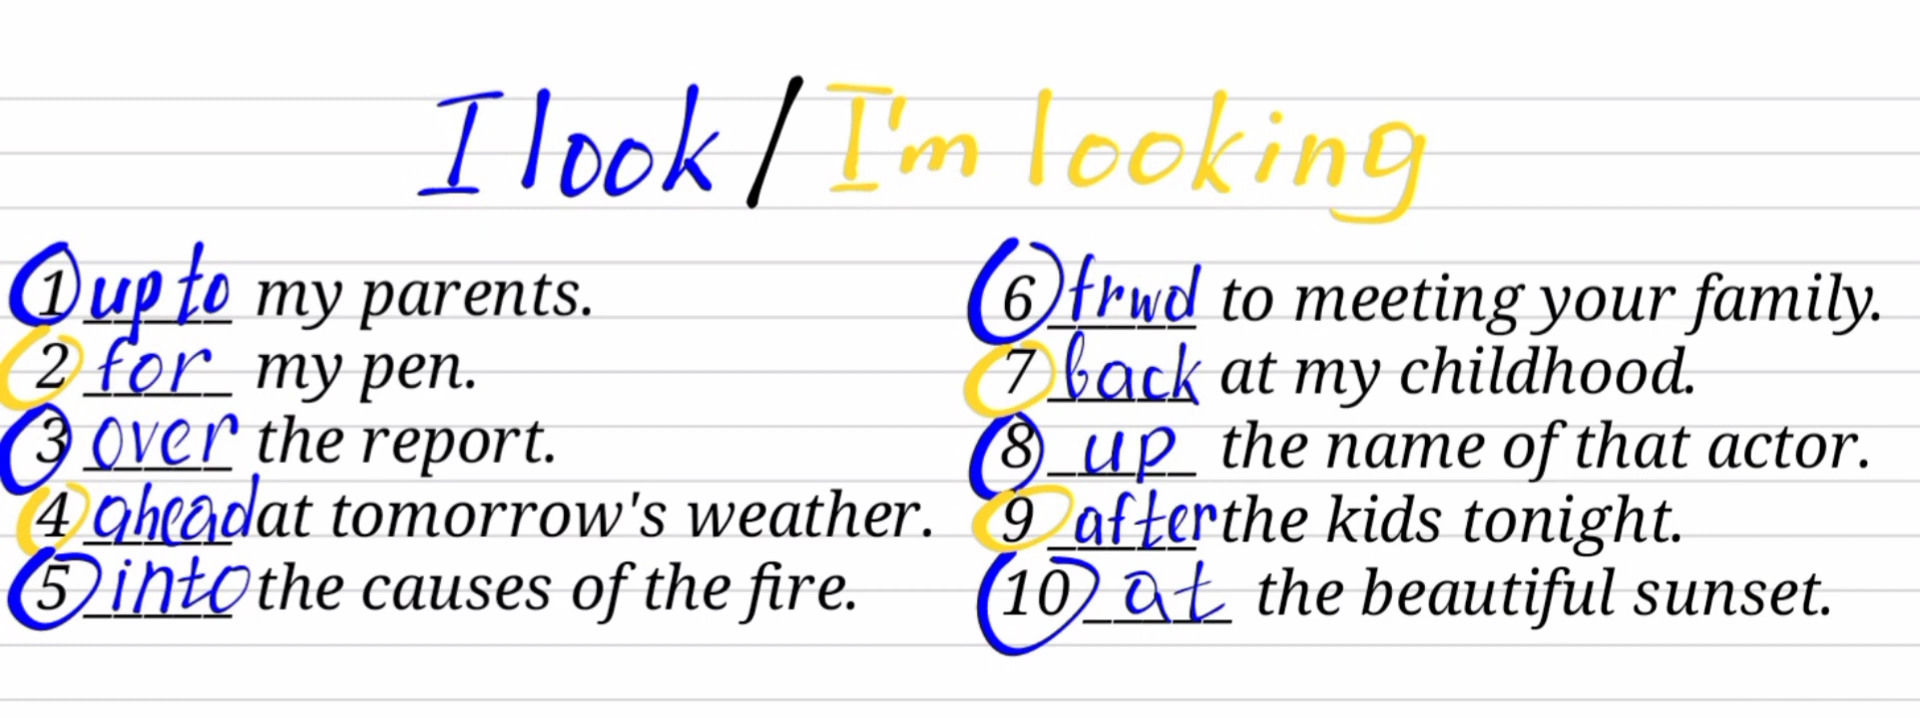 I look / I'm looking
1 up to my parents.
2 for my pen.
3 over the report.
4 ahead at tomorrow's weather.
5 into the causes of the fire.
6 frwd to meeting your family.
7 back at my childhood.
8 up the name of that actor.
9 after the kids tonight.
10 at the beautiful sunset.